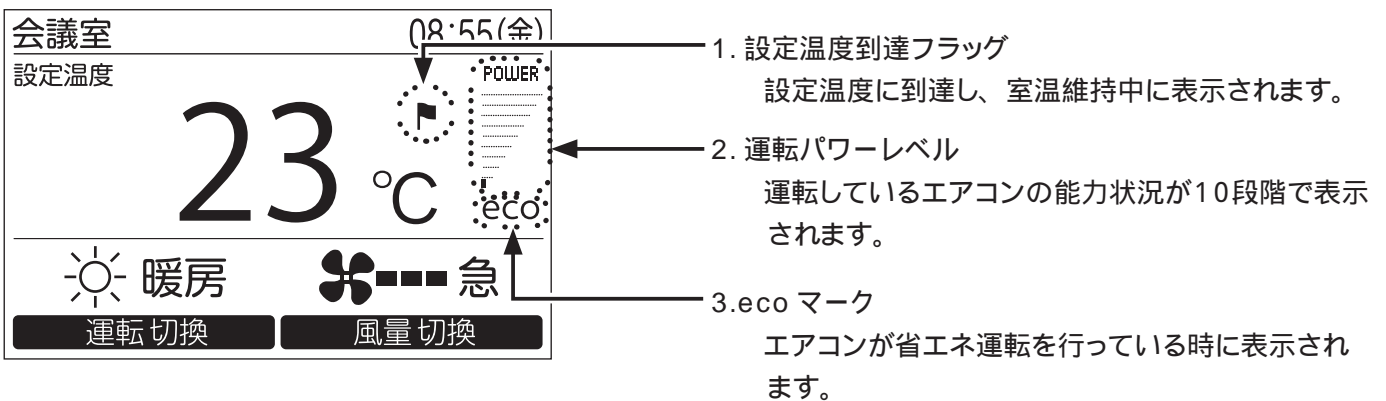 会議室 08:55(金)
設定温度
POWER
23 °C
eco
暖房 急
運転切換 風量切換
1. 設定温度到達フラッグ
設定温度に到達し、室温維持中に表示されます。
2. 運転パワーレベル
運転しているエアコンの能力状況が10段階で表示
されます。
3.eco マーク
エアコンが省エネ運転を行っている時に表示され
ます。